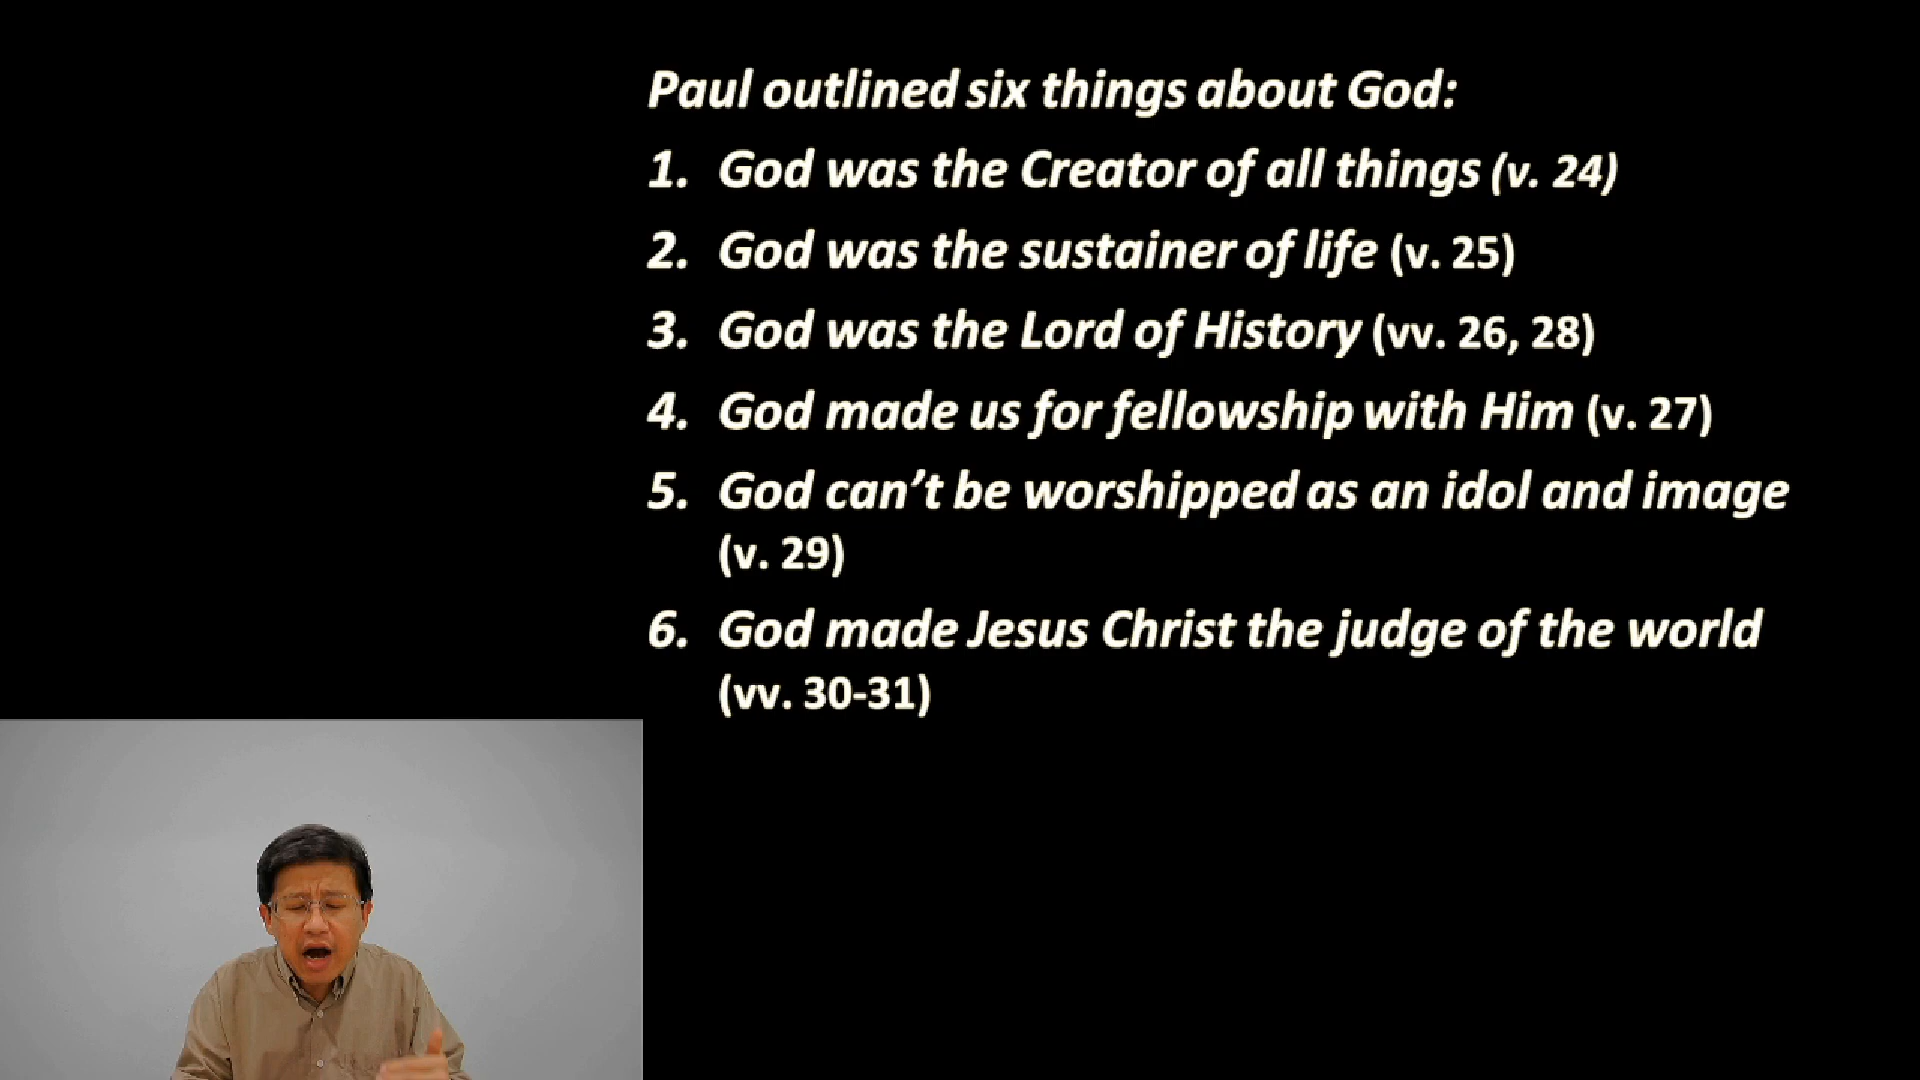 Paul outlined six things about God:
1. God was the Creator of all things (v. 24)
2. God was the sustainer of life (v. 25)
3. God was the Lord of History (vv. 26, 28)
4. God made us for fellowship with Him (v. 27)
5. God can’t be worshipped as an idol and image
(v. 29)
6. God made Jesus Christ the judge of the world
(vv. 30-31)